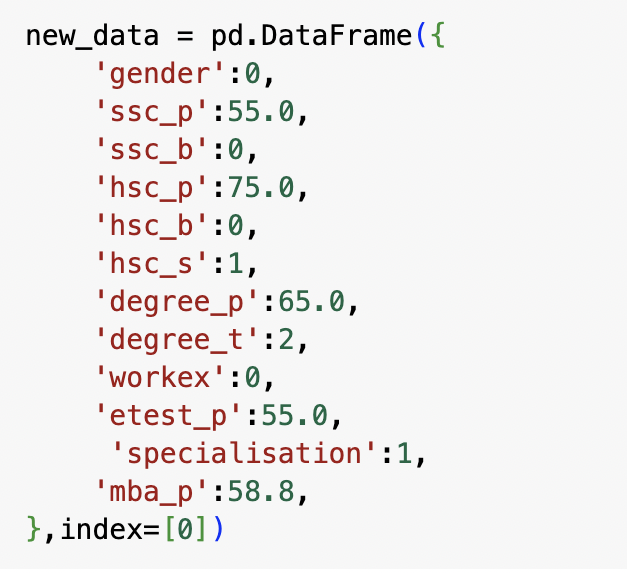 new_data = pd.DataFrame({
    'gender':0,
    'ssc_p':55.0,
    'ssc_b':0,
    'hsc_p':75.0,
    'hsc_b':0,
    'hsc_s':1,
    'degree_p':65.0,
    'degree_t':2,
    'workex':0,
    'etest_p':55.0,
     'specialisation':1,
    'mba_p':58.8,
},index=[0])